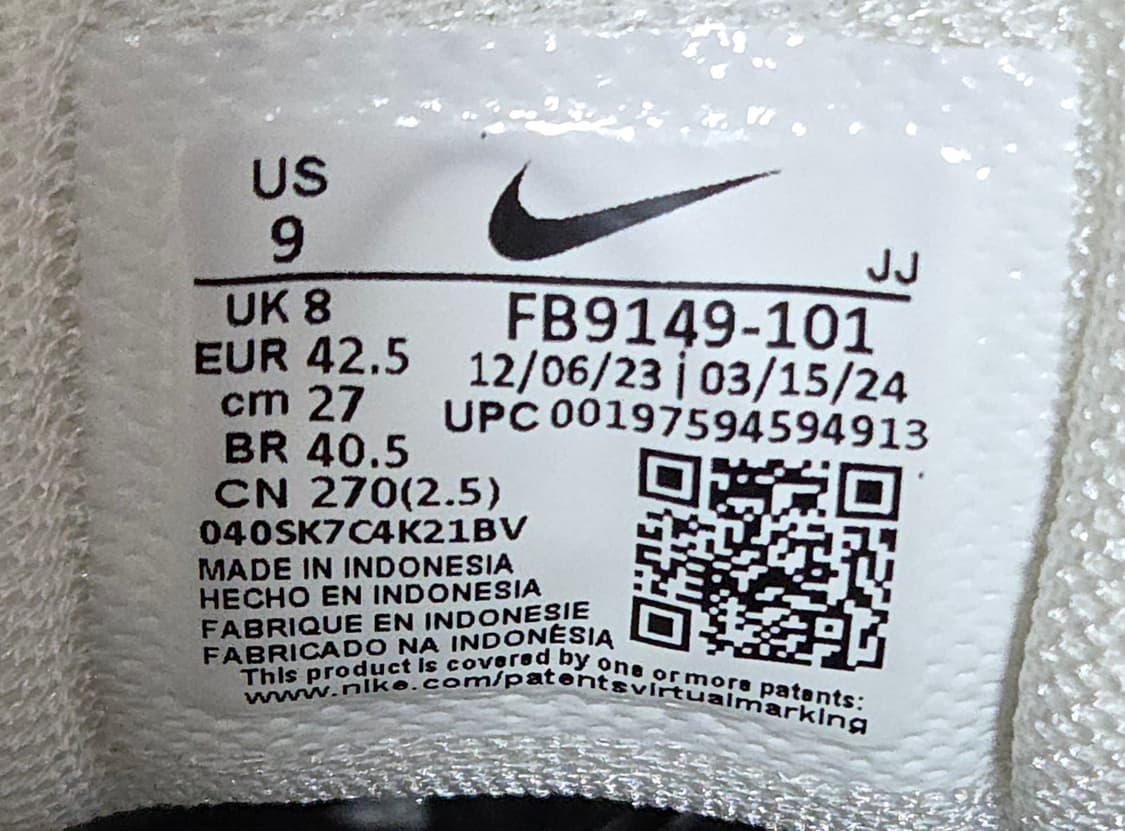 US
9
JJ
UK 8
EUR 42.5
cm 27
BR 40.5
CN 270(2.5)
FB9149-101
12/06/23 | 03/15/24
UPC 001975945949​13
040SK7C4K21BV
MADE IN INDONESIA
HECHO EN INDONESIA
FABRIQUE EN INDONESIE
FABRICADO NA INDONÉSIA
This product is covered by one or more patents:
www.nike.com/patentsvirtualmarking